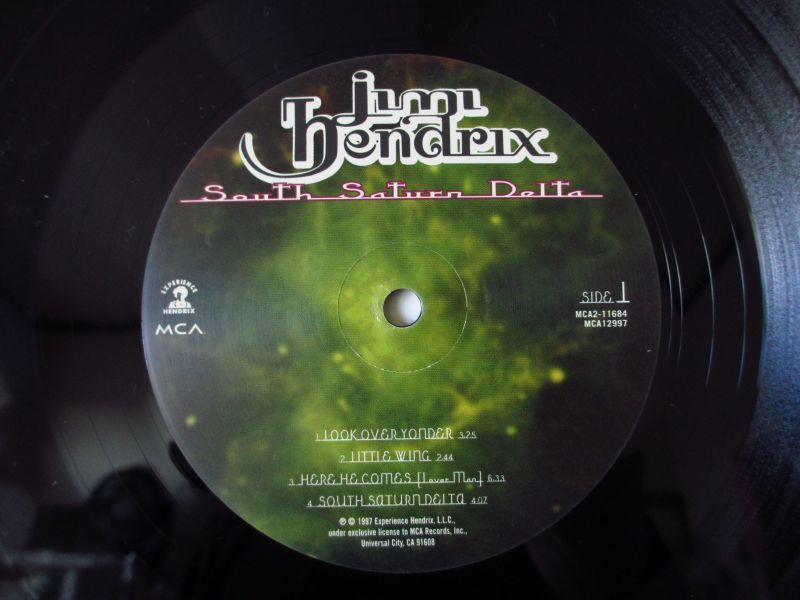 jimi
Hendrix
South Saturn Delta
EXPERIENCE
HENDRIX
MCA
SIDE 1
MCA2-11684
MCA12997
1 LOOK OVER YONDER 3:25
2 LITTLE WING 2:44
3 HERE HE COMES [Lover Man] 6:33
4 SOUTH SATURN DELTA 4:07
℗ © 1997 Experience Hendrix, L.L.C.,
under exclusive license to MCA Records, Inc.,
Universal City, CA 91608